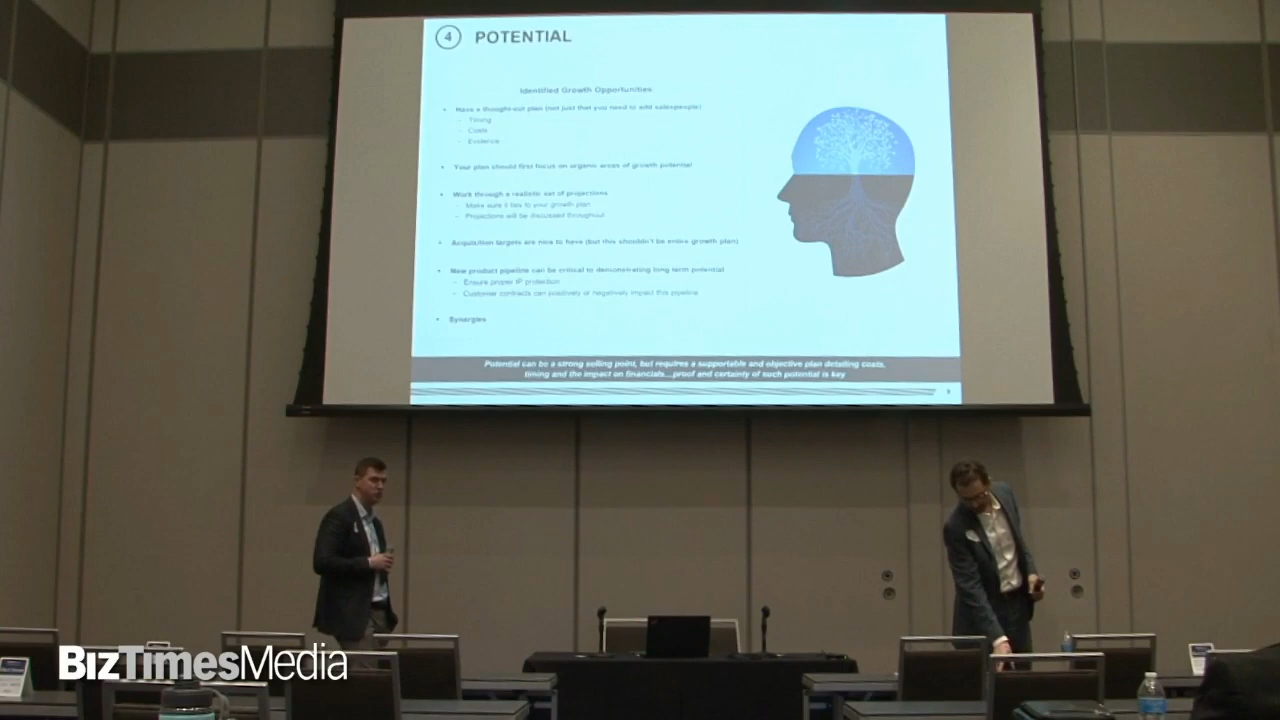 4 POTENTIAL
Identified Growth Opportunities
• Have a thought-out plan (not just that you need to add salespeople)
– Timing
– Costs
– Evidence
• Your plan should first focus on organic areas of growth potential
• Work through a realistic set of projections
– Make sure it ties to your growth plan
– Projections will be discussed throughout
• Acquisition targets are nice to have (but this shouldn't be entire growth plan)
• New product pipeline can be critical to demonstrating long term potential
– Ensure proper IP protection
– Customer contracts can positively or negatively impact this pipeline
• Synergies
Potential can be a strong selling point, but requires a supportable and objective plan detailing costs,
timing and the impact on financials...proof and certainty of such potential is key
BizTimesMedia